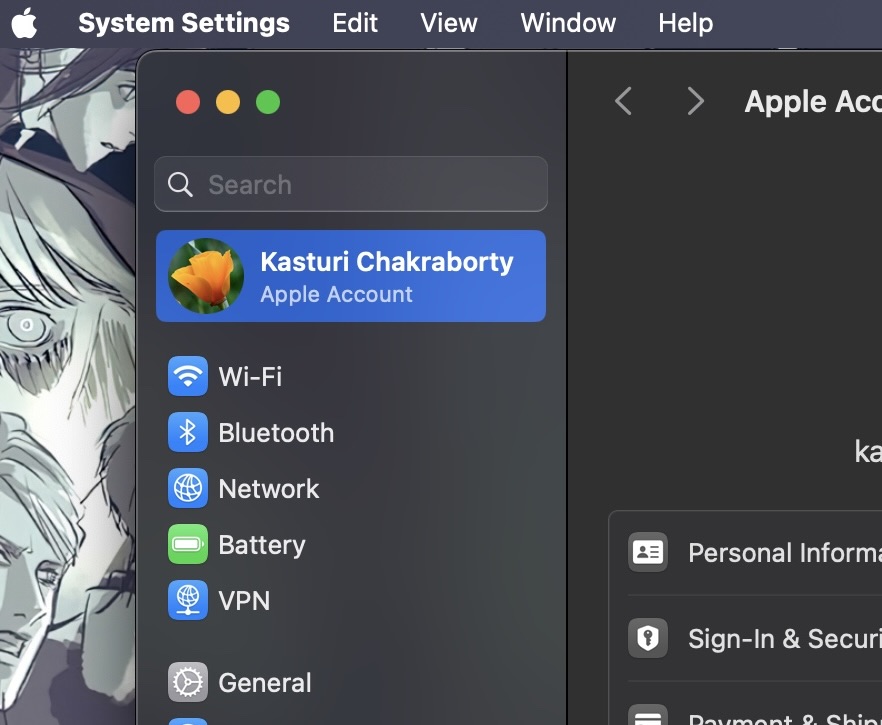 System Settings Edit View Window Help
Apple Acc
Search
Kasturi Chakraborty
Apple Account
Wi-Fi
Bluetooth
Network
Battery
VPN
General
ka
Personal Informa
Sign-In & Securi
Payment & Ship